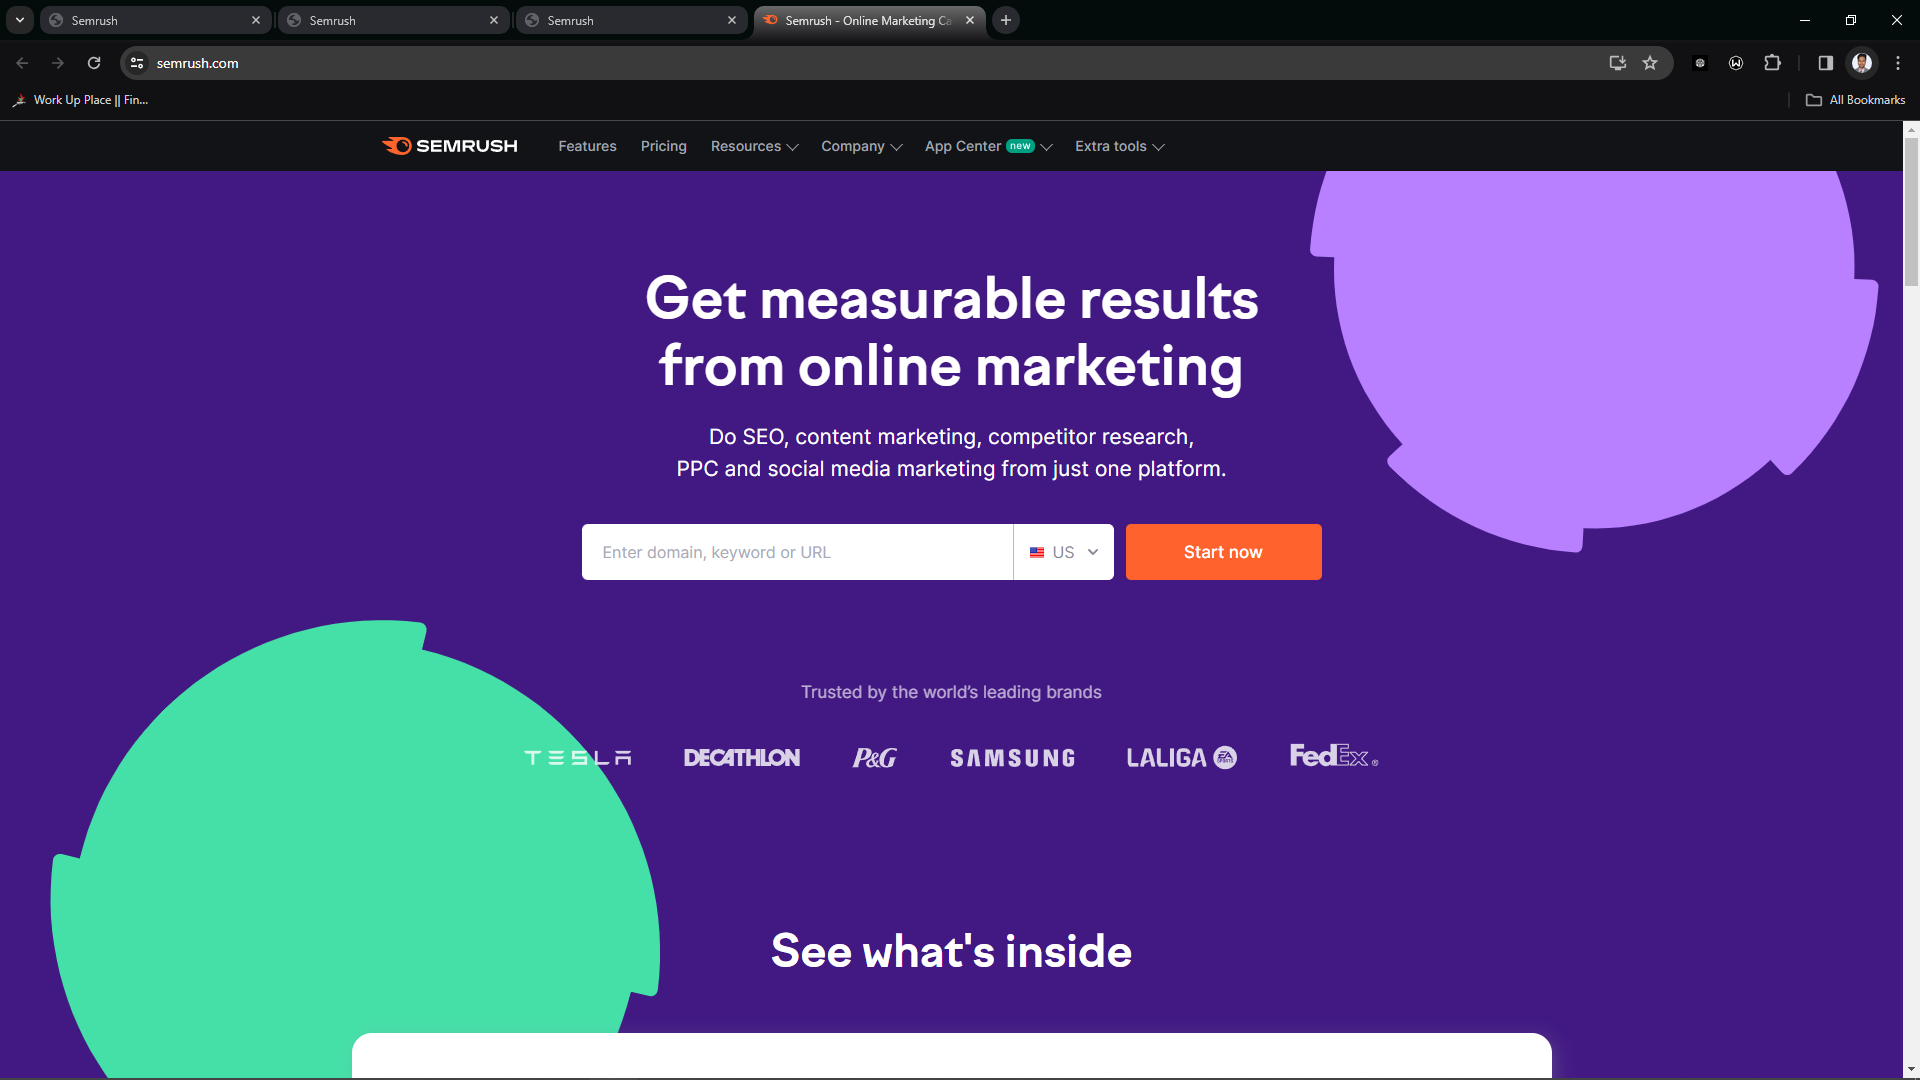 Semrush
Semrush
Semrush
Semrush - Online Marketing Ca
semrush.com
Work Up Place || Fin...
All Bookmarks
SEMRUSH
Features
Pricing
Resources
Company
App Center new
Extra tools
Get measurable results
from online marketing
Do SEO, content marketing, competitor research,
PPC and social media marketing from just one platform.
Enter domain, keyword or URL
US
Start now
Trusted by the world's leading brands
TESLA
DECATHLON
P&G
SAMSUNG
LALIGA EA SPORTS
FedEx®
See what's inside